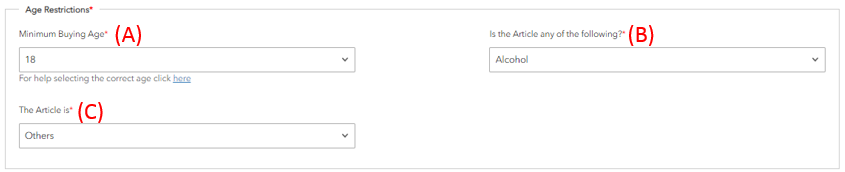 Age Restrictions*
Minimum Buying Age* (A)
Is the Article any of the following?* (B)
18
Alcohol
For help selecting the correct age click here
The Article is* (C)
Others